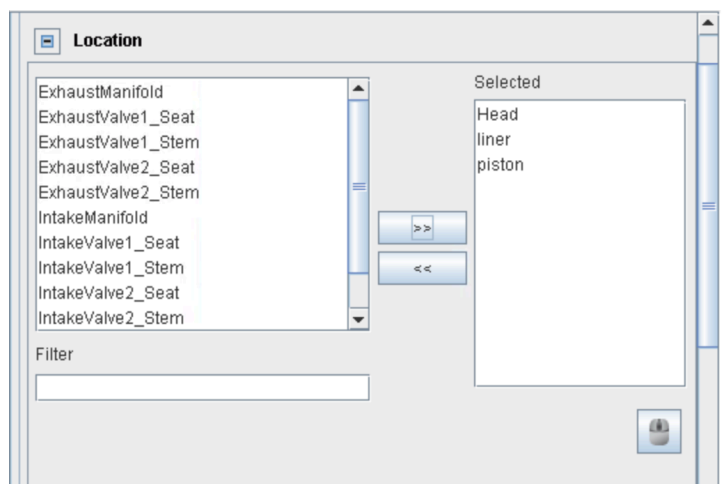 Location
ExhaustManifold
ExhaustValve1_Seat
ExhaustValve1_Stem
ExhaustValve2_Seat
ExhaustValve2_Stem
IntakeManifold
IntakeValve1_Seat
IntakeValve1_Stem
IntakeValve2_Seat
IntakeValve2_Stem
Filter
>>
<<
Selected
Head
liner
piston